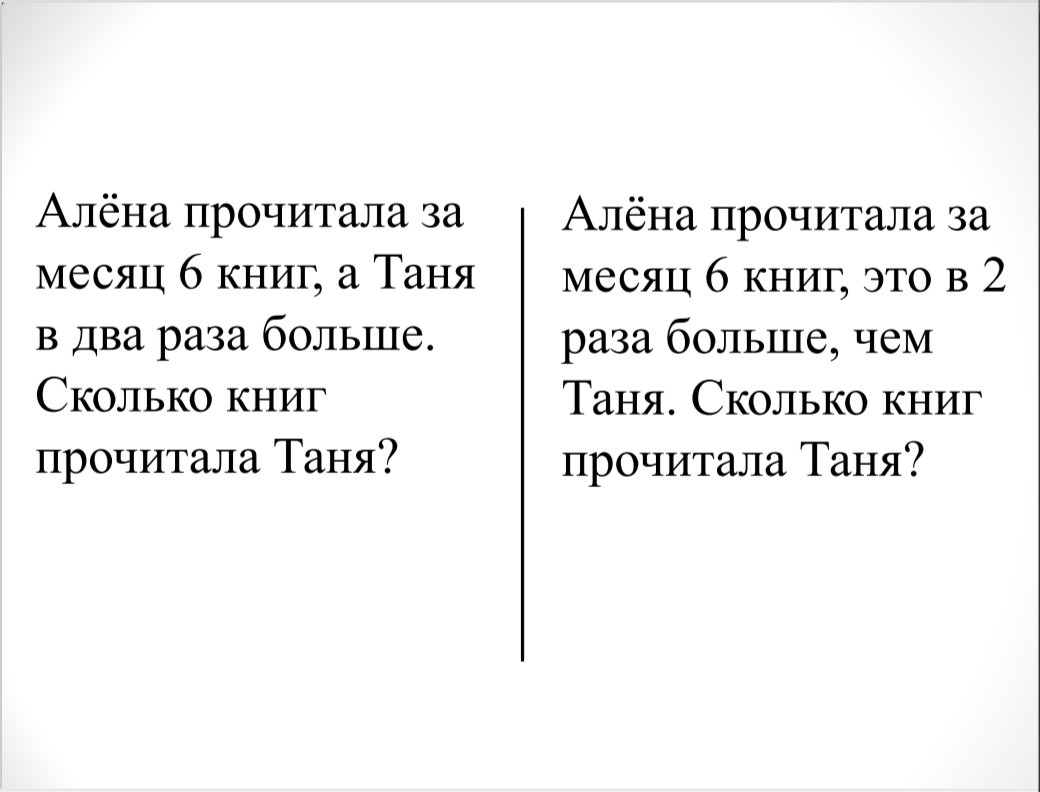 Алёна прочитала за
месяц 6 книг, а Таня
в два раза больше.
Сколько книг
прочитала Таня?
Алёна прочитала за
месяц 6 книг, это в 2
раза больше, чем
Таня. Сколько книг
прочитала Таня?